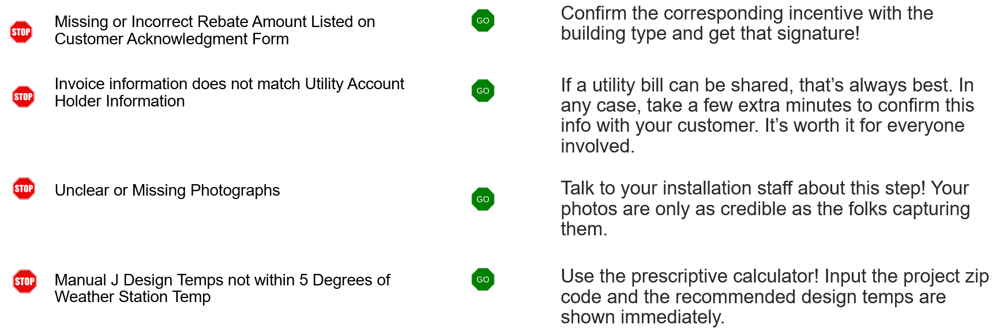 STOP
Missing or Incorrect Rebate Amount Listed on
Customer Acknowledgment Form
GO
Confirm the corresponding incentive with the
building type and get that signature!
STOP
Invoice information does not match Utility Account
Holder Information
GO
If a utility bill can be shared, that’s always best. In
any case, take a few extra minutes to confirm this
info with your customer. It’s worth it for everyone
involved.
STOP
Unclear or Missing Photographs
GO
Talk to your installation staff about this step! Your
photos are only as credible as the folks capturing
them.
STOP
Manual J Design Temps not within 5 Degrees of
Weather Station Temp
GO
Use the prescriptive calculator! Input the project zip
code and the recommended design temps are
shown immediately.